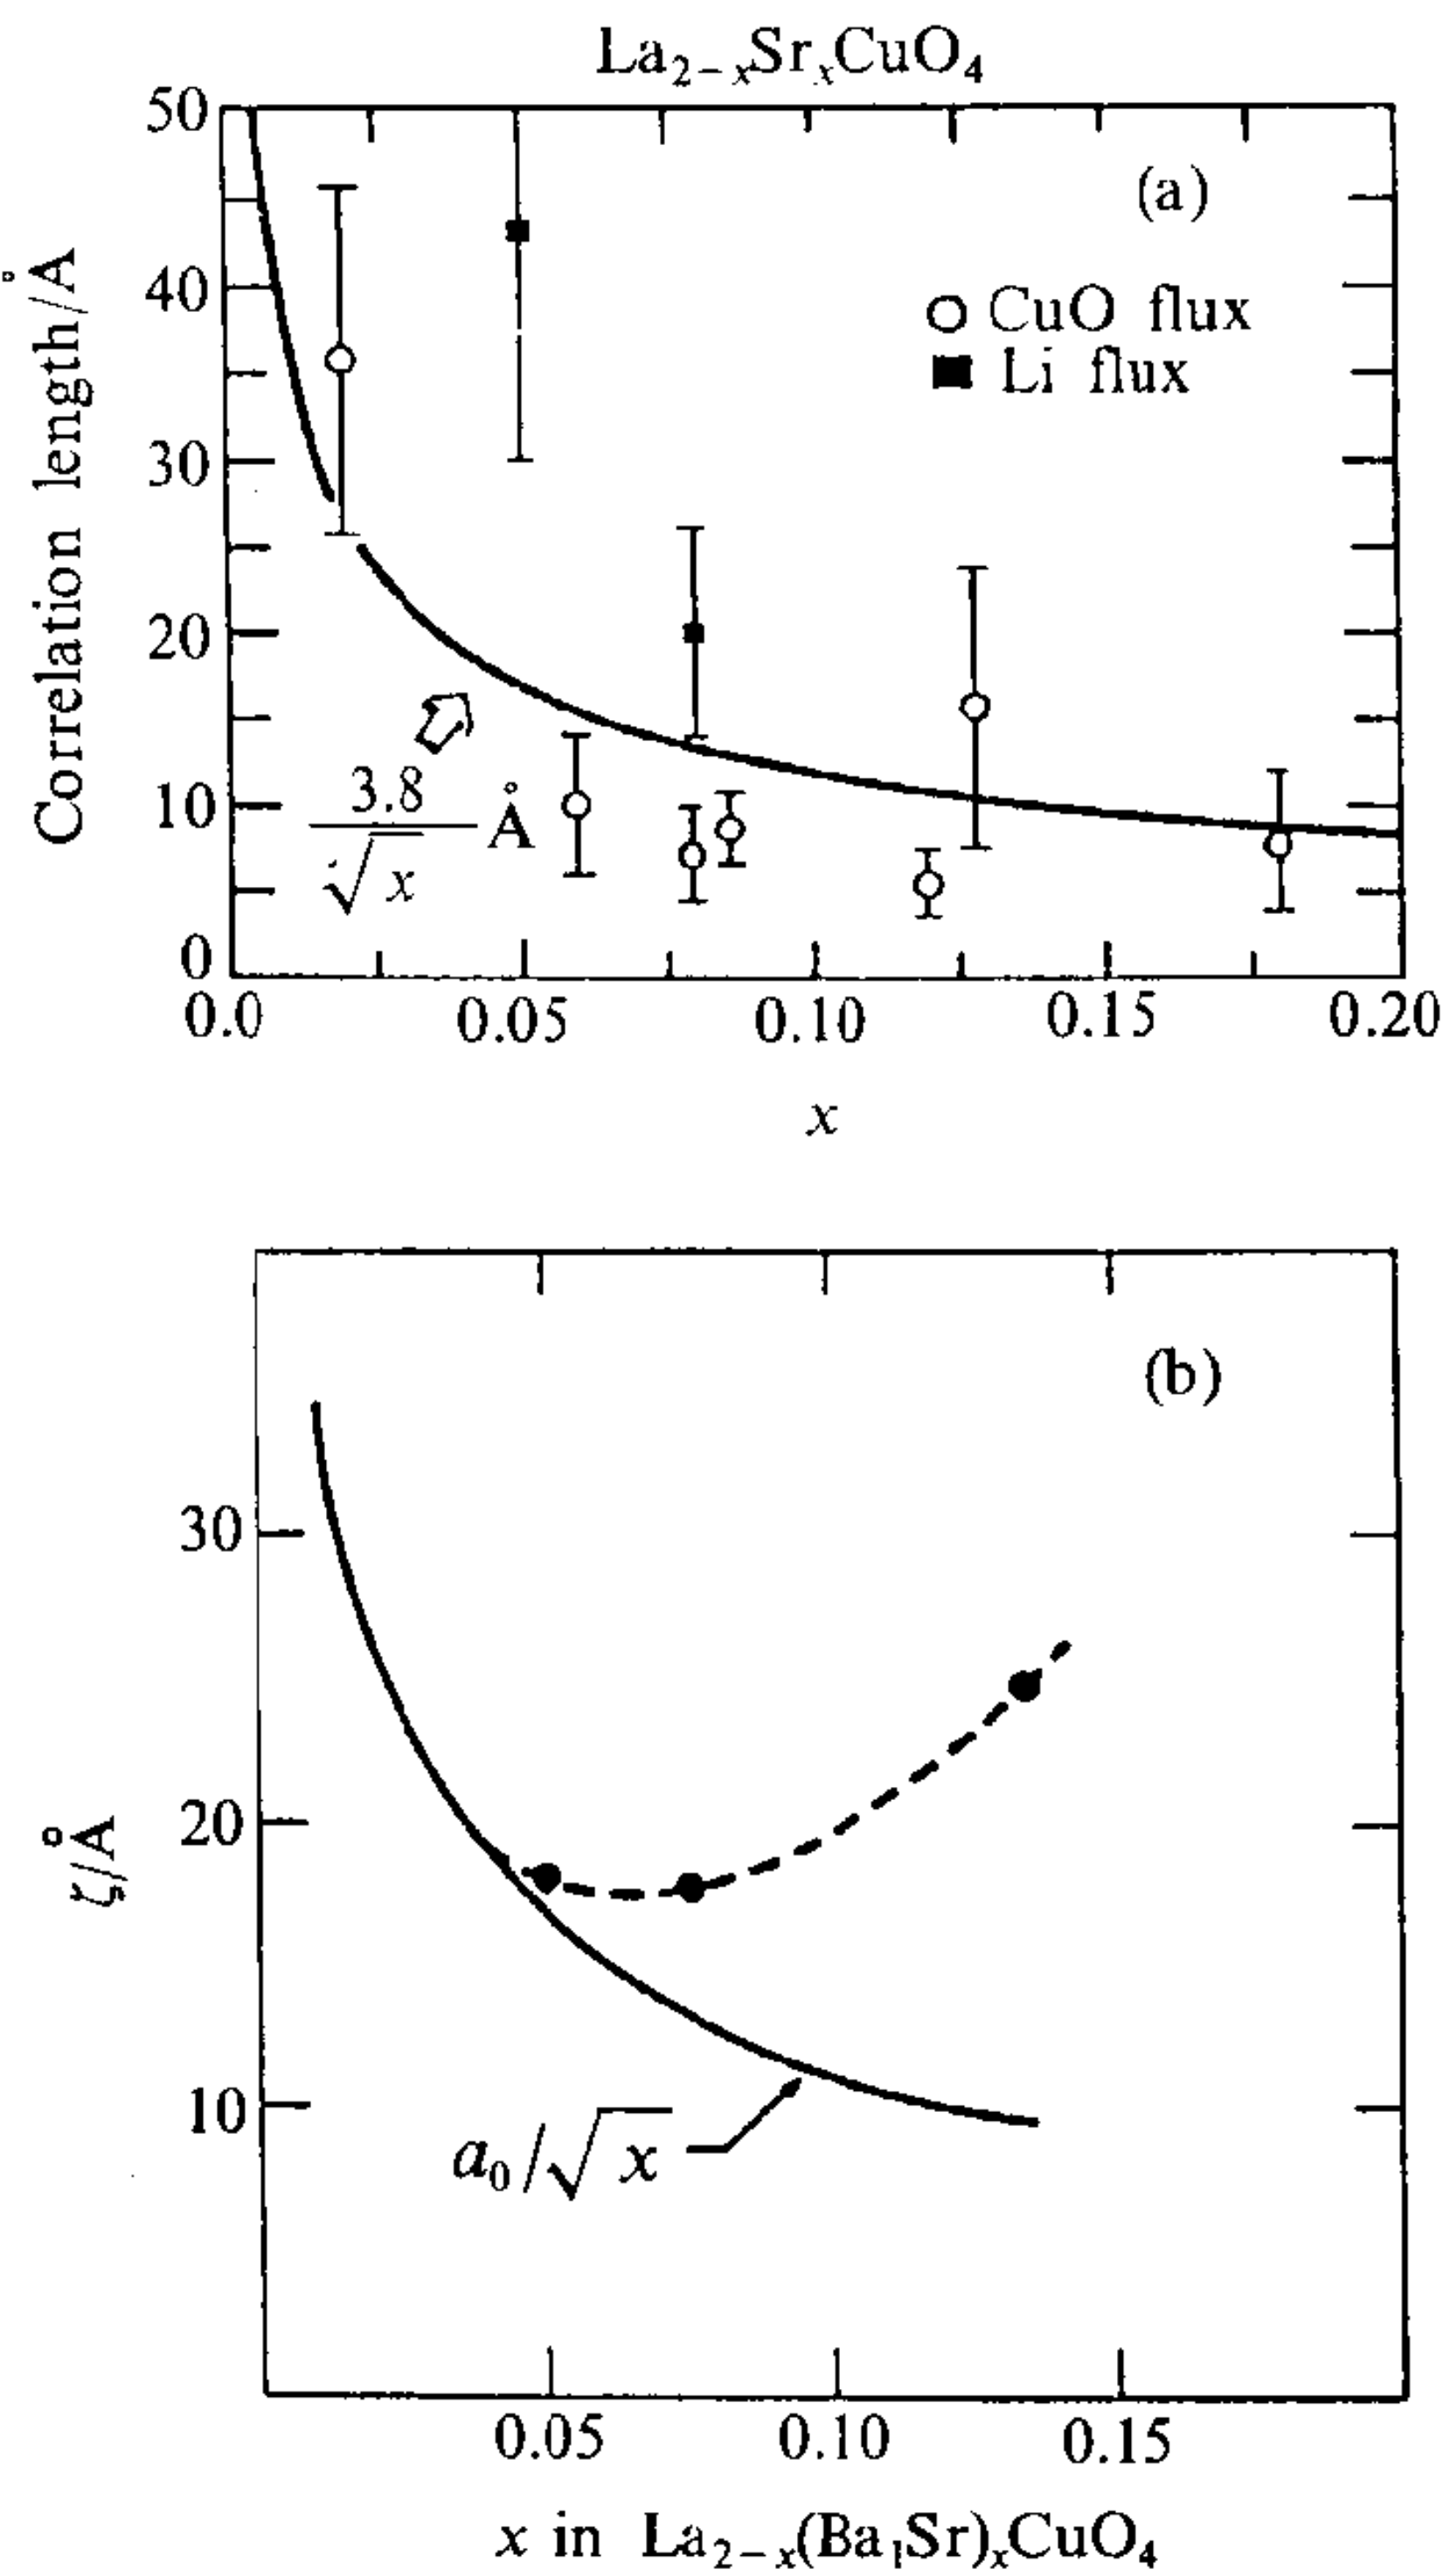 La₂₋ₓSrₓCuO₄
50
(a)
40
○ CuO flux
■ Li flux
30
20
10
0
Correlation length/Å
3.8/√x Å
0.0 0.05 0.10 0.15 0.20
x
(b)
30
20
10
ζ/Å
a₀/√x
0.05 0.10 0.15
x in La₂₋ₓ(Ba₁Sr)ₓCuO₄